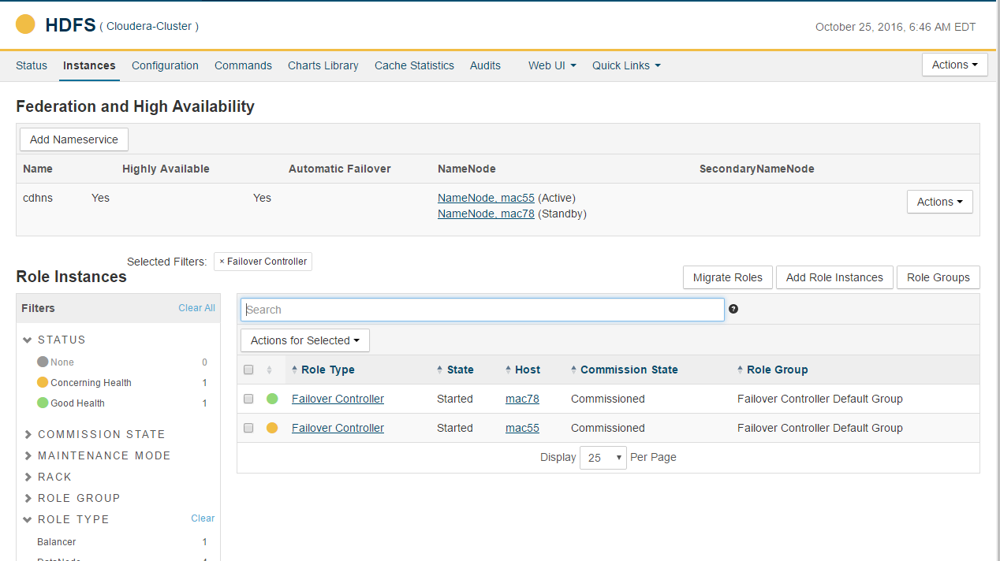 HDFS ( Cloudera-Cluster )
October 25, 2016, 6:46 AM EDT
Status Instances Configuration Commands Charts Library Cache Statistics Audits Web UI Quick Links Actions
Federation and High Availability
Add Nameservice
Name Highly Available Automatic Failover NameNode SecondaryNameNode
cdhns Yes Yes NameNode, mac55 (Active)
NameNode, mac78 (Standby)
Actions
Selected Filters: × Failover Controller
Role Instances
Migrate Roles Add Role Instances Role Groups
Filters Clear All
STATUS
None 0
Concerning Health 1
Good Health 1
COMMISSION STATE
MAINTENANCE MODE
RACK
ROLE GROUP
ROLE TYPE Clear
Balancer 1
Search ?
Actions for Selected
Role Type State Host Commission State Role Group
Failover Controller Started mac78 Commissioned Failover Controller Default Group
Failover Controller Started mac55 Commissioned Failover Controller Default Group
Display 25 Per Page